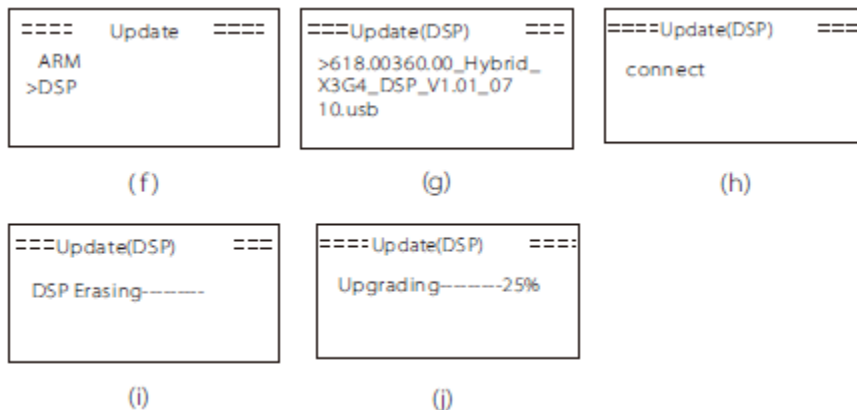 ==== Update ====
ARM
>DSP
(f)
===Update(DSP) ===
>618.00360.00_Hybrid_
X3G4_DSP_V1.01_07
10.usb
(g)
====Update(DSP) ===
connect
(h)
===Update(DSP) ===
DSP Erasing---------
(i)
====Update(DSP) ====
Upgrading----------25%
(j)